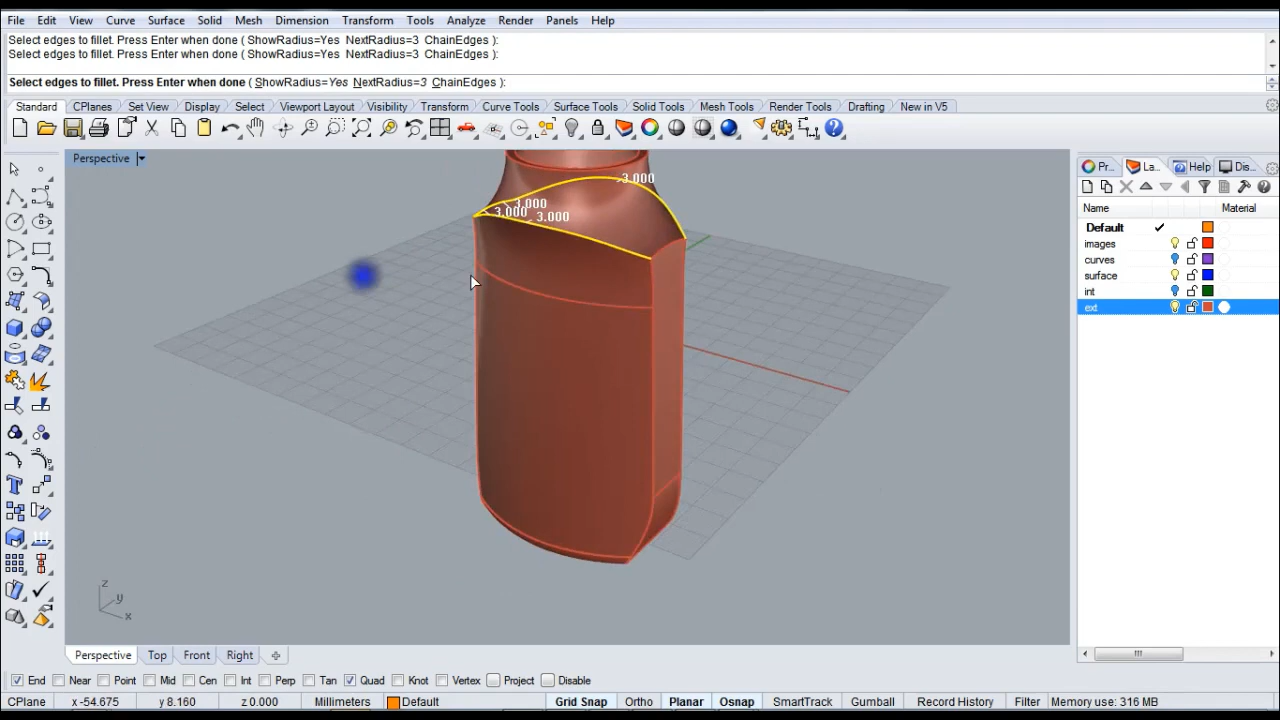 File Edit View Curve Surface Solid Mesh Dimension Transform Tools Analyze Render Panels Help
Select edges to fillet. Press Enter when done ( ShowRadius=Yes NextRadius=3 ChainEdges ):
Select edges to fillet. Press Enter when done ( ShowRadius=Yes NextRadius=3 ChainEdges ):
Select edges to fillet. Press Enter when done ( ShowRadius=Yes NextRadius=3 ChainEdges ):
Standard CPlanes Set View Display Select Viewport Layout Visibility Transform Curve Tools Surface Tools Solid Tools Mesh Tools Render Tools Drafting New in V5
Perspective
Pr... La... Help Dis...
Name Material
Default
images
curves
surface
int
ext
3.000
3.000
3.000
3.000
z
y
x
Perspective Top Front Right
End Near Point Mid Cen Int Perp Tan Quad Knot Vertex Project Disable
CPlane x -54.675 y 8.160 z 0.000 Millimeters Default Grid Snap Ortho Planar Osnap SmartTrack Gumball Record History Filter Memory use: 316 MB